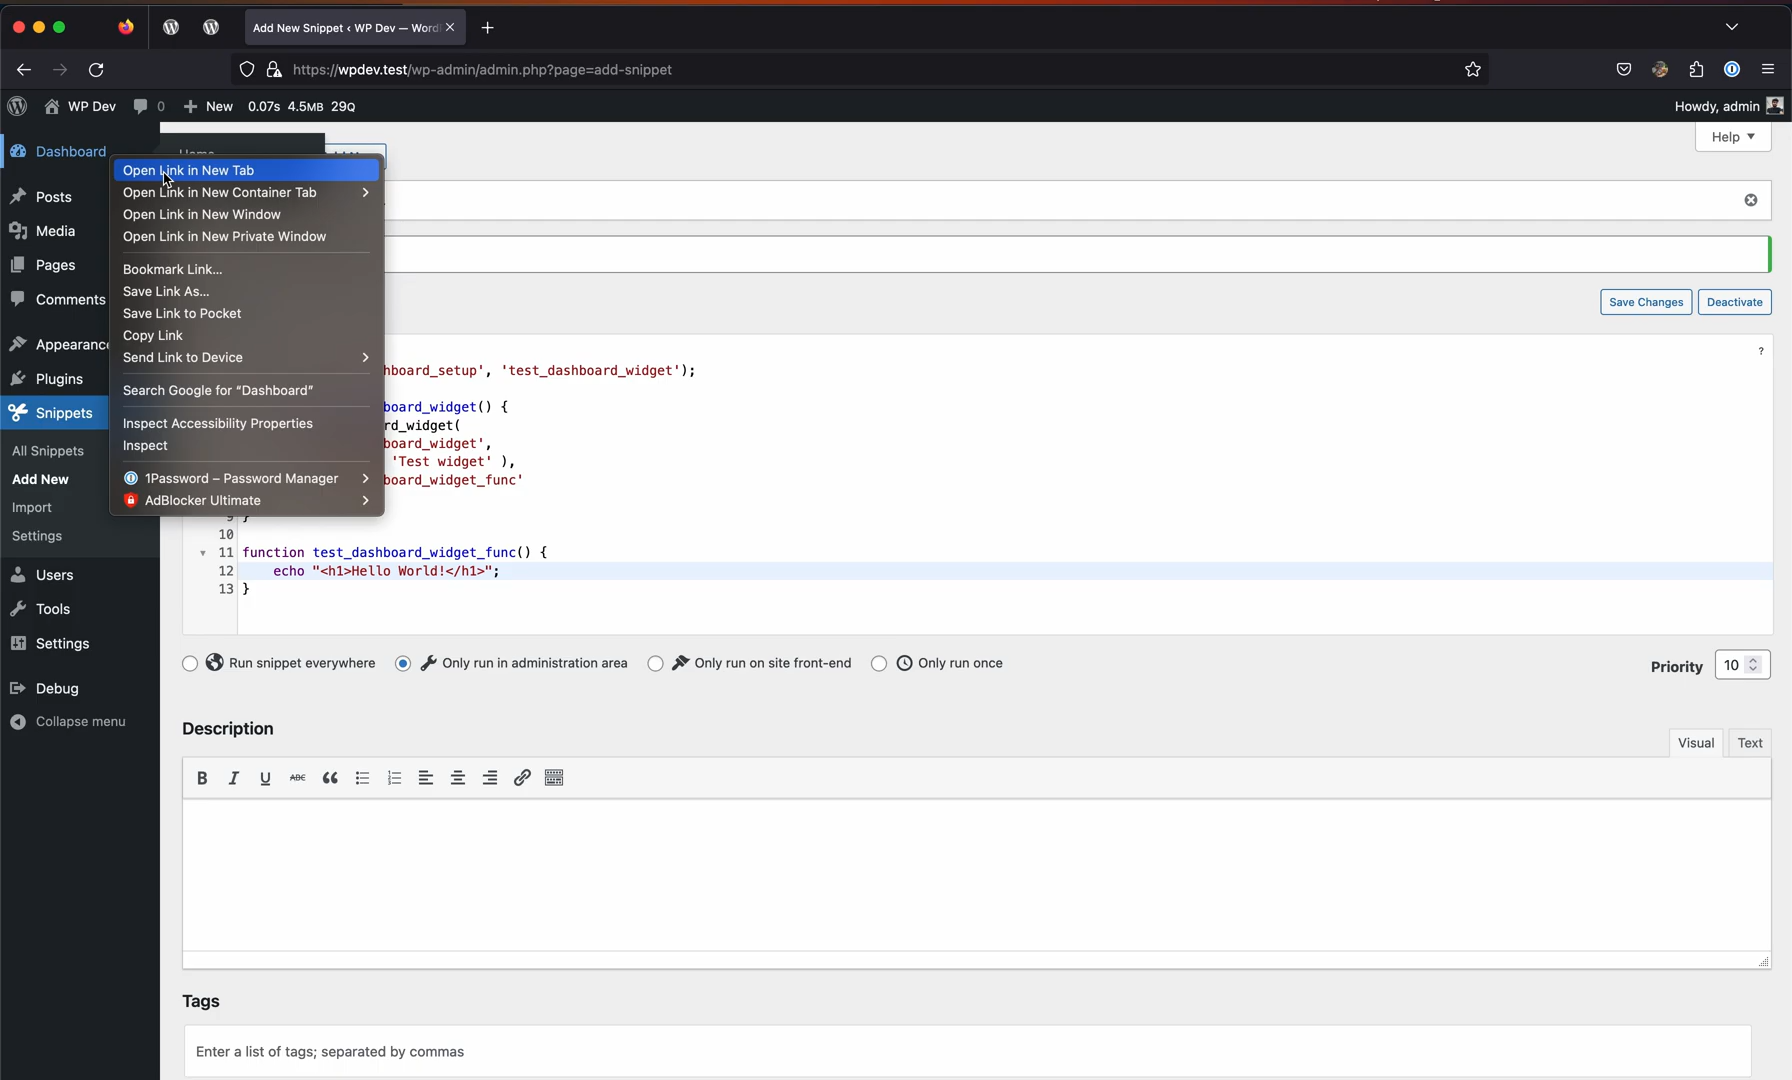 Add New Snippet ‹ WP Dev — Word
https://wpdev.test/wp-admin/admin.php?page=add-snippet
WP Dev 0 New 0.07s 4.5MB 29Q
Howdy, admin
Help
Dashboard
Posts
Media
Pages
Comments
Appearance
Plugins
Snippets
All Snippets
Add New
Import
Settings
Users
Tools
Settings
Debug
Collapse menu
Open Link in New Tab
Open Link in New Container Tab
Open Link in New Window
Open Link in New Private Window
Bookmark Link...
Save Link As...
Save Link to Pocket
Copy Link
Send Link to Device
Search Google for “Dashboard”
Inspect Accessibility Properties
Inspect
1Password – Password Manager
AdBlocker Ultimate
Save Changes
Deactivate
?
hboard_setup', 'test_dashboard_widget');
board_widget() {
rd_widget(
board_widget',
'Test widget' ),
board_widget_func'
9 }
10
11 function test_dashboard_widget_func() {
12 echo "<h1>Hello World!</h1>";
13 }
Run snippet everywhere
Only run in administration area
Only run on site front-end
Only run once
Priority 10
Description
Visual
Text
B I U ABC
Tags
Enter a list of tags; separated by commas